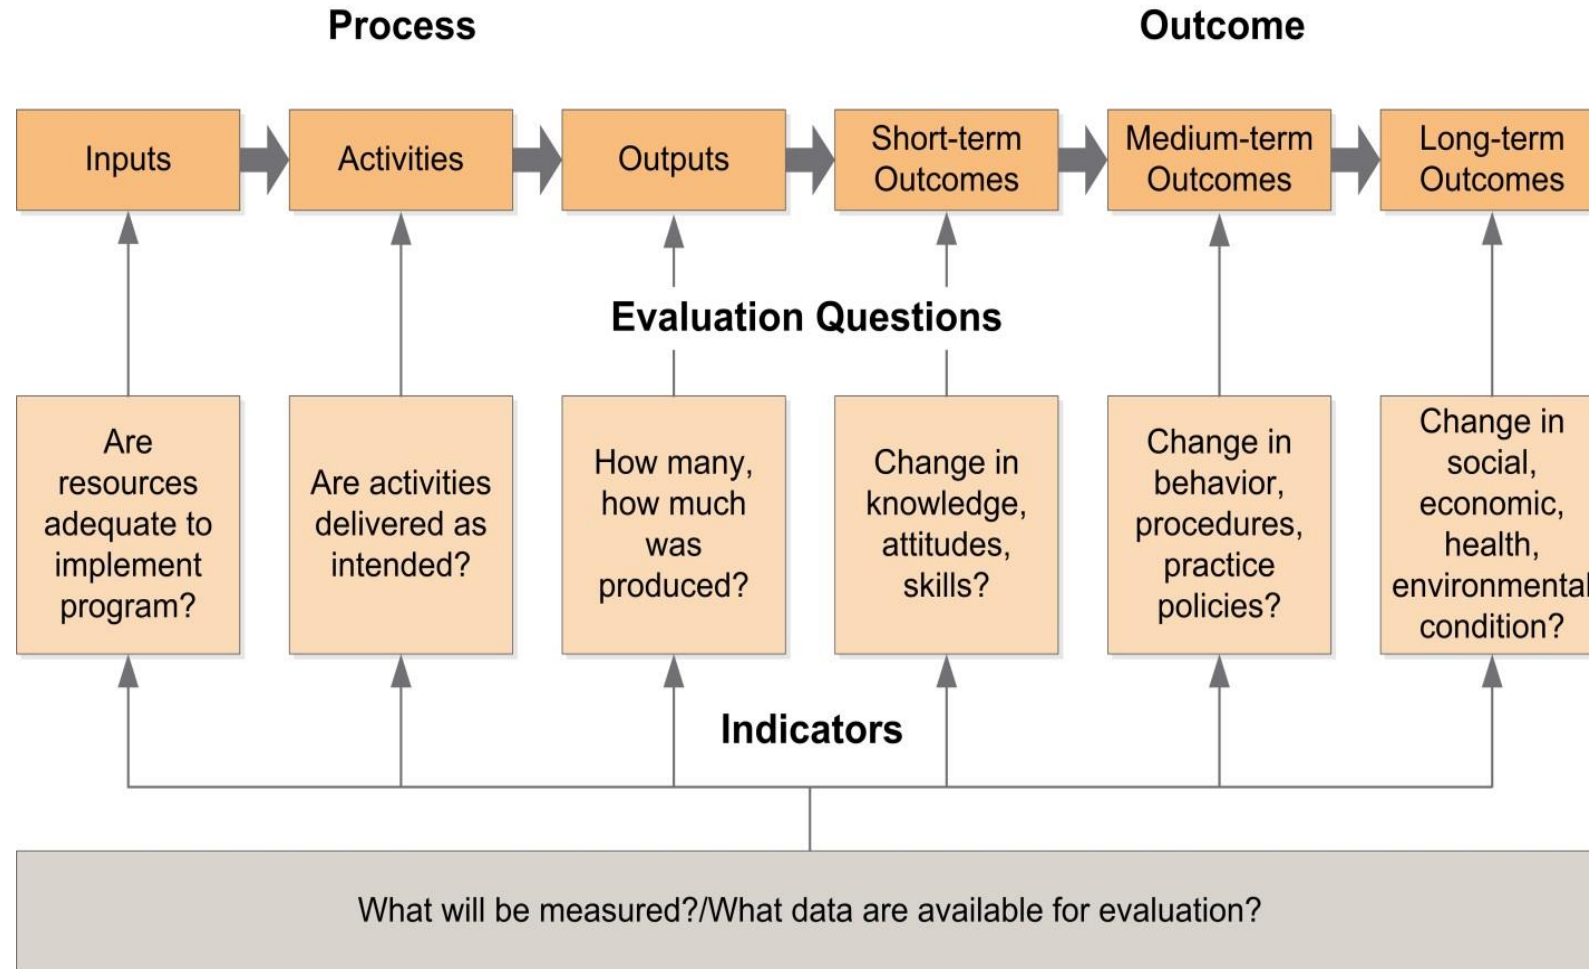 Process
Outcome
Inputs
Activities
Outputs
Short-term
Outcomes
Medium-term
Outcomes
Long-term
Outcomes
Evaluation Questions
Are
resources
adequate to
implement
program?
Are activities
delivered as
intended?
How many,
how much
was
produced?
Change in
knowledge,
attitudes,
skills?
Change in
behavior,
procedures,
practice
policies?
Change in
social,
economic,
health,
environmental
condition?
Indicators
What will be measured?/What data are available for evaluation?